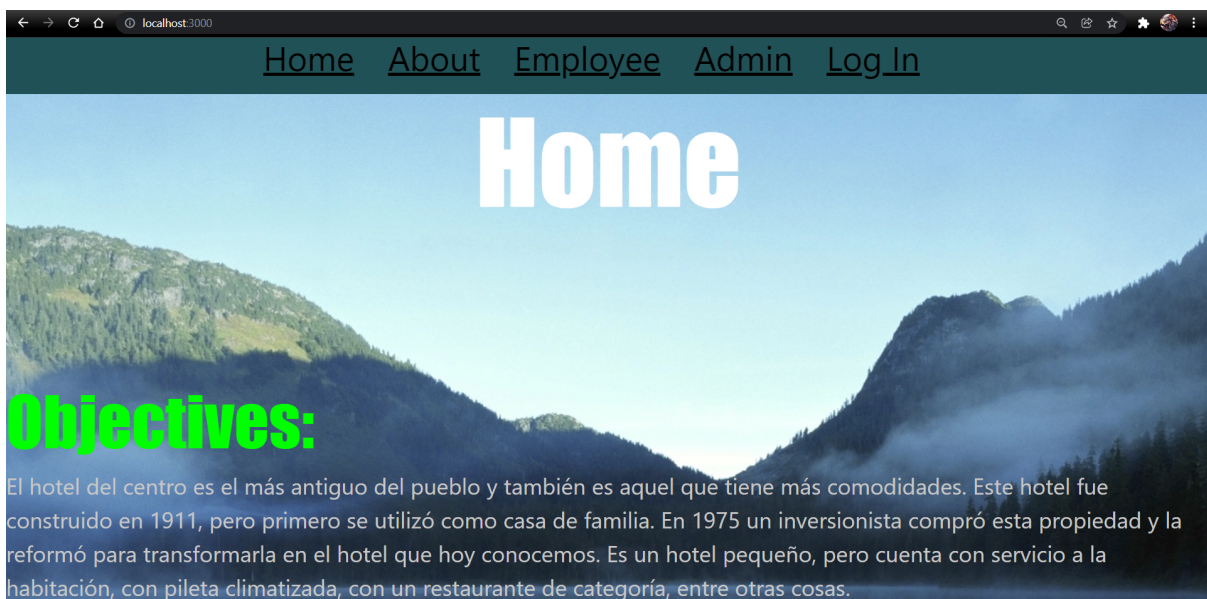 localhost:3000
Home About Employee Admin Log In
Home
Objectives:
El hotel del centro es el más antiguo del pueblo y también es aquel que tiene más comodidades. Este hotel fue
construido en 1911, pero primero se utilizó como casa de familia. En 1975 un inversionista compró esta propiedad y la
reformó para transformarla en el hotel que hoy conocemos. Es un hotel pequeño, pero cuenta con servicio a la
habitación, con pileta climatizada, con un restaurante de categoría, entre otras cosas.